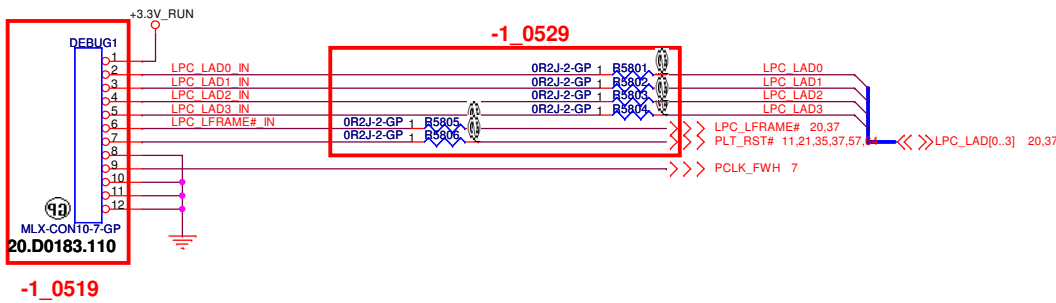 +3.3V_RUN
-1_0529
DEBUG1
1
2 LPC_LAD0_IN 0R2J-2-GP 1 R5801 LPC_LAD0
3 LPC_LAD1_IN 0R2J-2-GP 1 R5802 LPC_LAD1
4 LPC_LAD2_IN 0R2J-2-GP 1 R5803 LPC_LAD2
5 LPC_LAD3_IN 0R2J-2-GP 1 R5804 LPC_LAD3
6 LPC_LFRAME#_IN 0R2J-2-GP 1 R5805 LPC_LFRAME# 20,37
7 0R2J-2-GP 1 R5806 PLT_RST# 11,21,35,37,57,
LPC_LAD[0..3] 20,37
8
9 PCLK_FWH 7
10
11
12
GP
MLX-CON10-7-GP
20.D0183.110
-1_0519